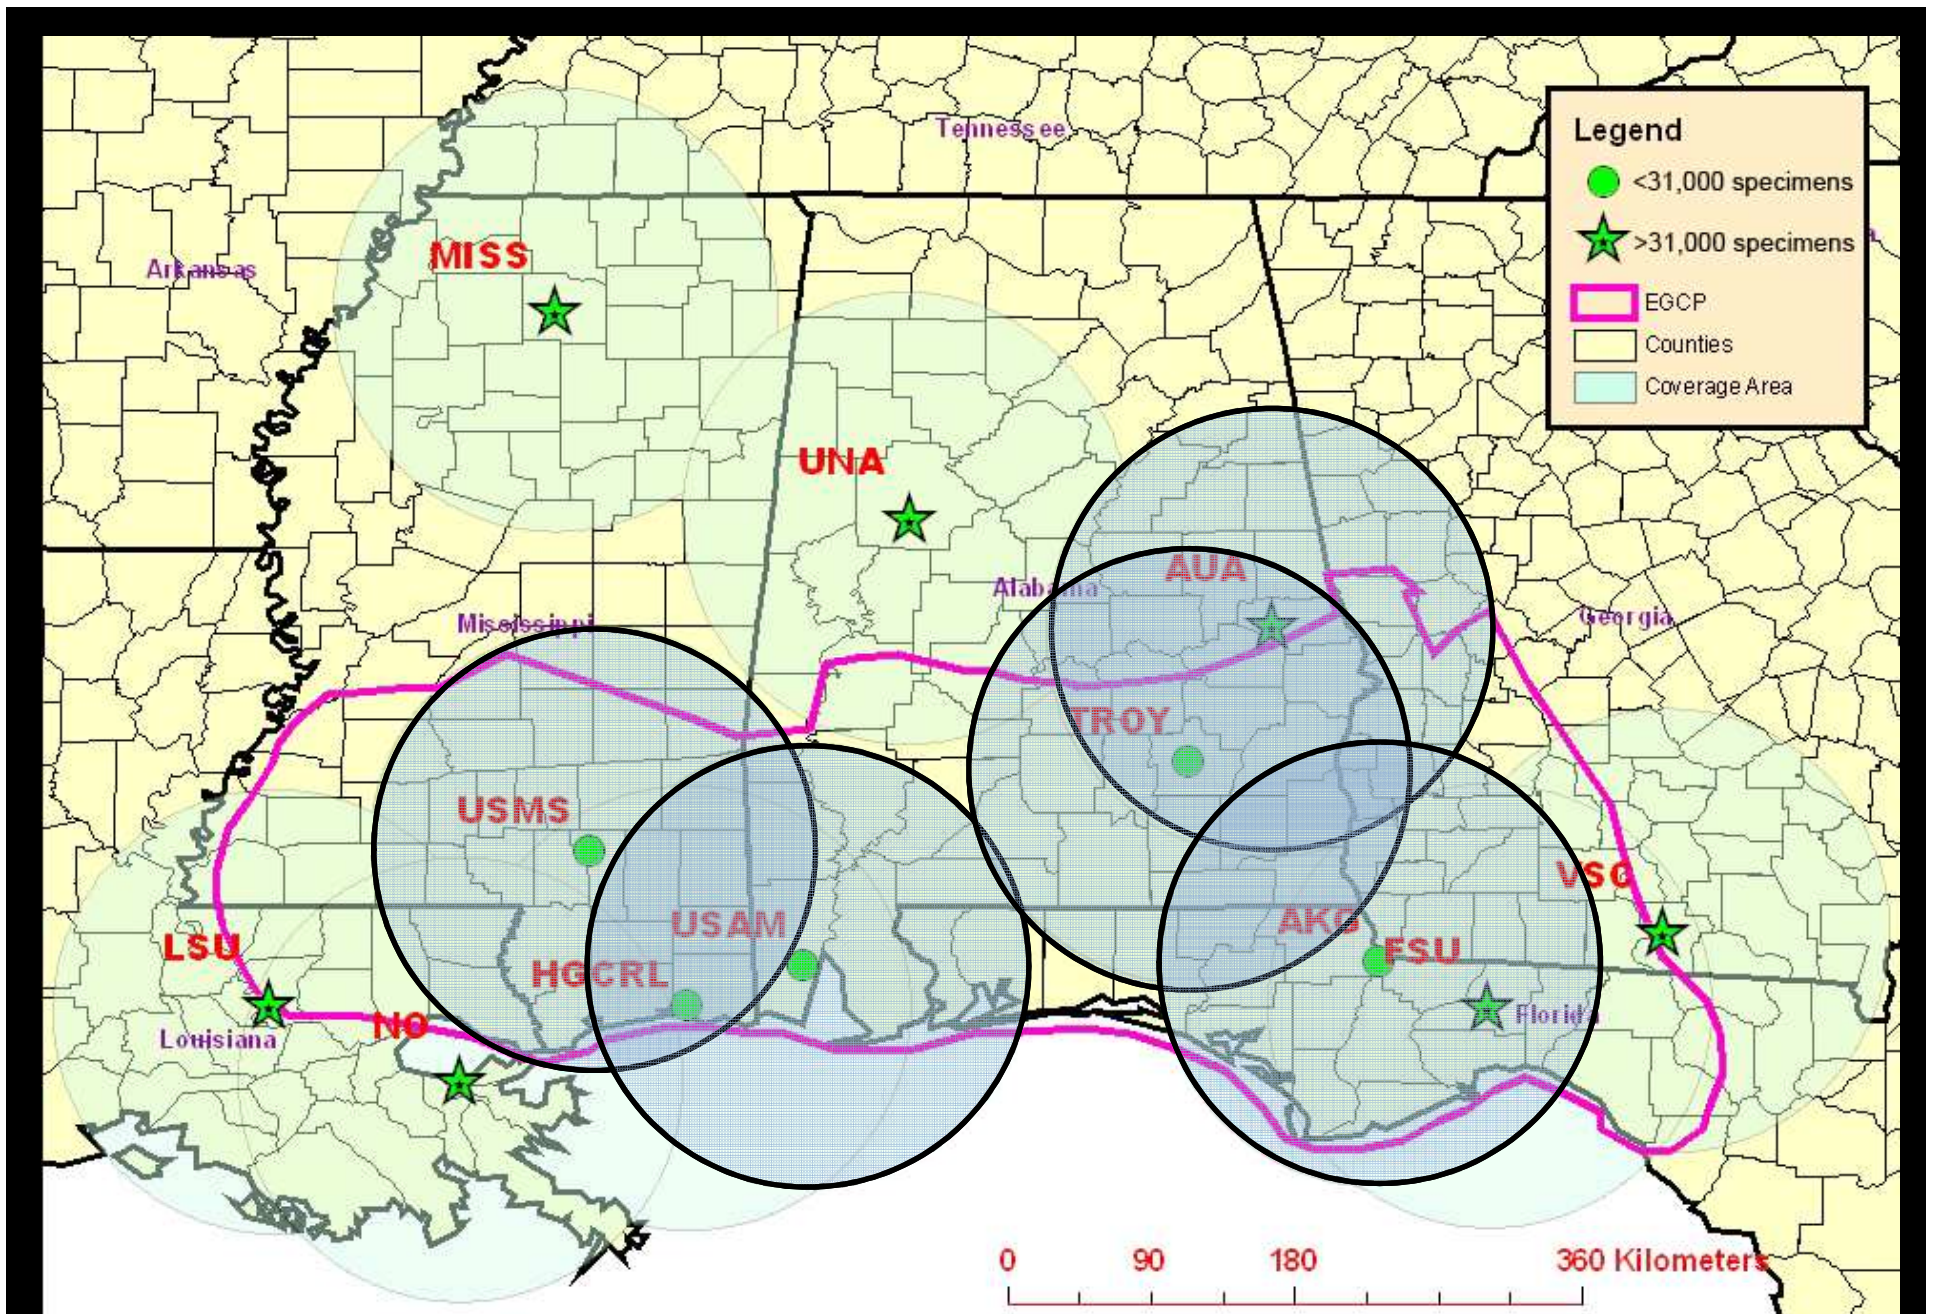 Tennessee
Legend
<31,000 specimens
>31,000 specimens
EGCP
Counties
Coverage Area
a
MISS
Arkansas
UNA
AUA
Alabama
Mississippi
Georgia
TROY
USMS
VSG
USAM
AKG
LSU
FSU
HGCRL
NO
Florida
Louisiana
0 90 180 360 Kilometers